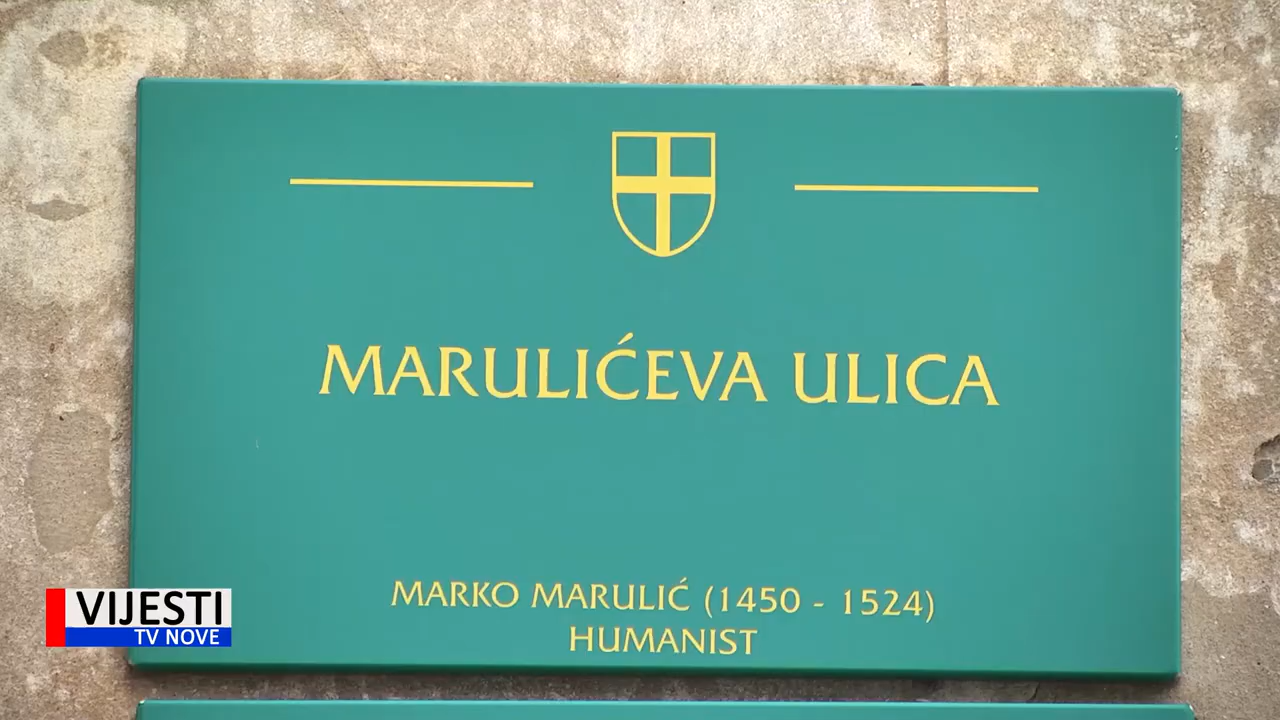 MARULIĆEVA ULICA
MARKO MARULIĆ (1450 - 1524)
HUMANIST
VIJESTI
TV NOVE